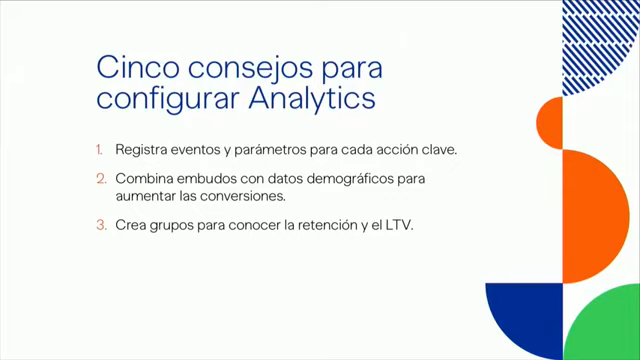 Cinco consejos para
configurar Analytics
1. Registra eventos y parámetros para cada acción clave.
2. Combina embudos con datos demográficos para
aumentar las conversiones.
3. Crea grupos para conocer la retención y el LTV.